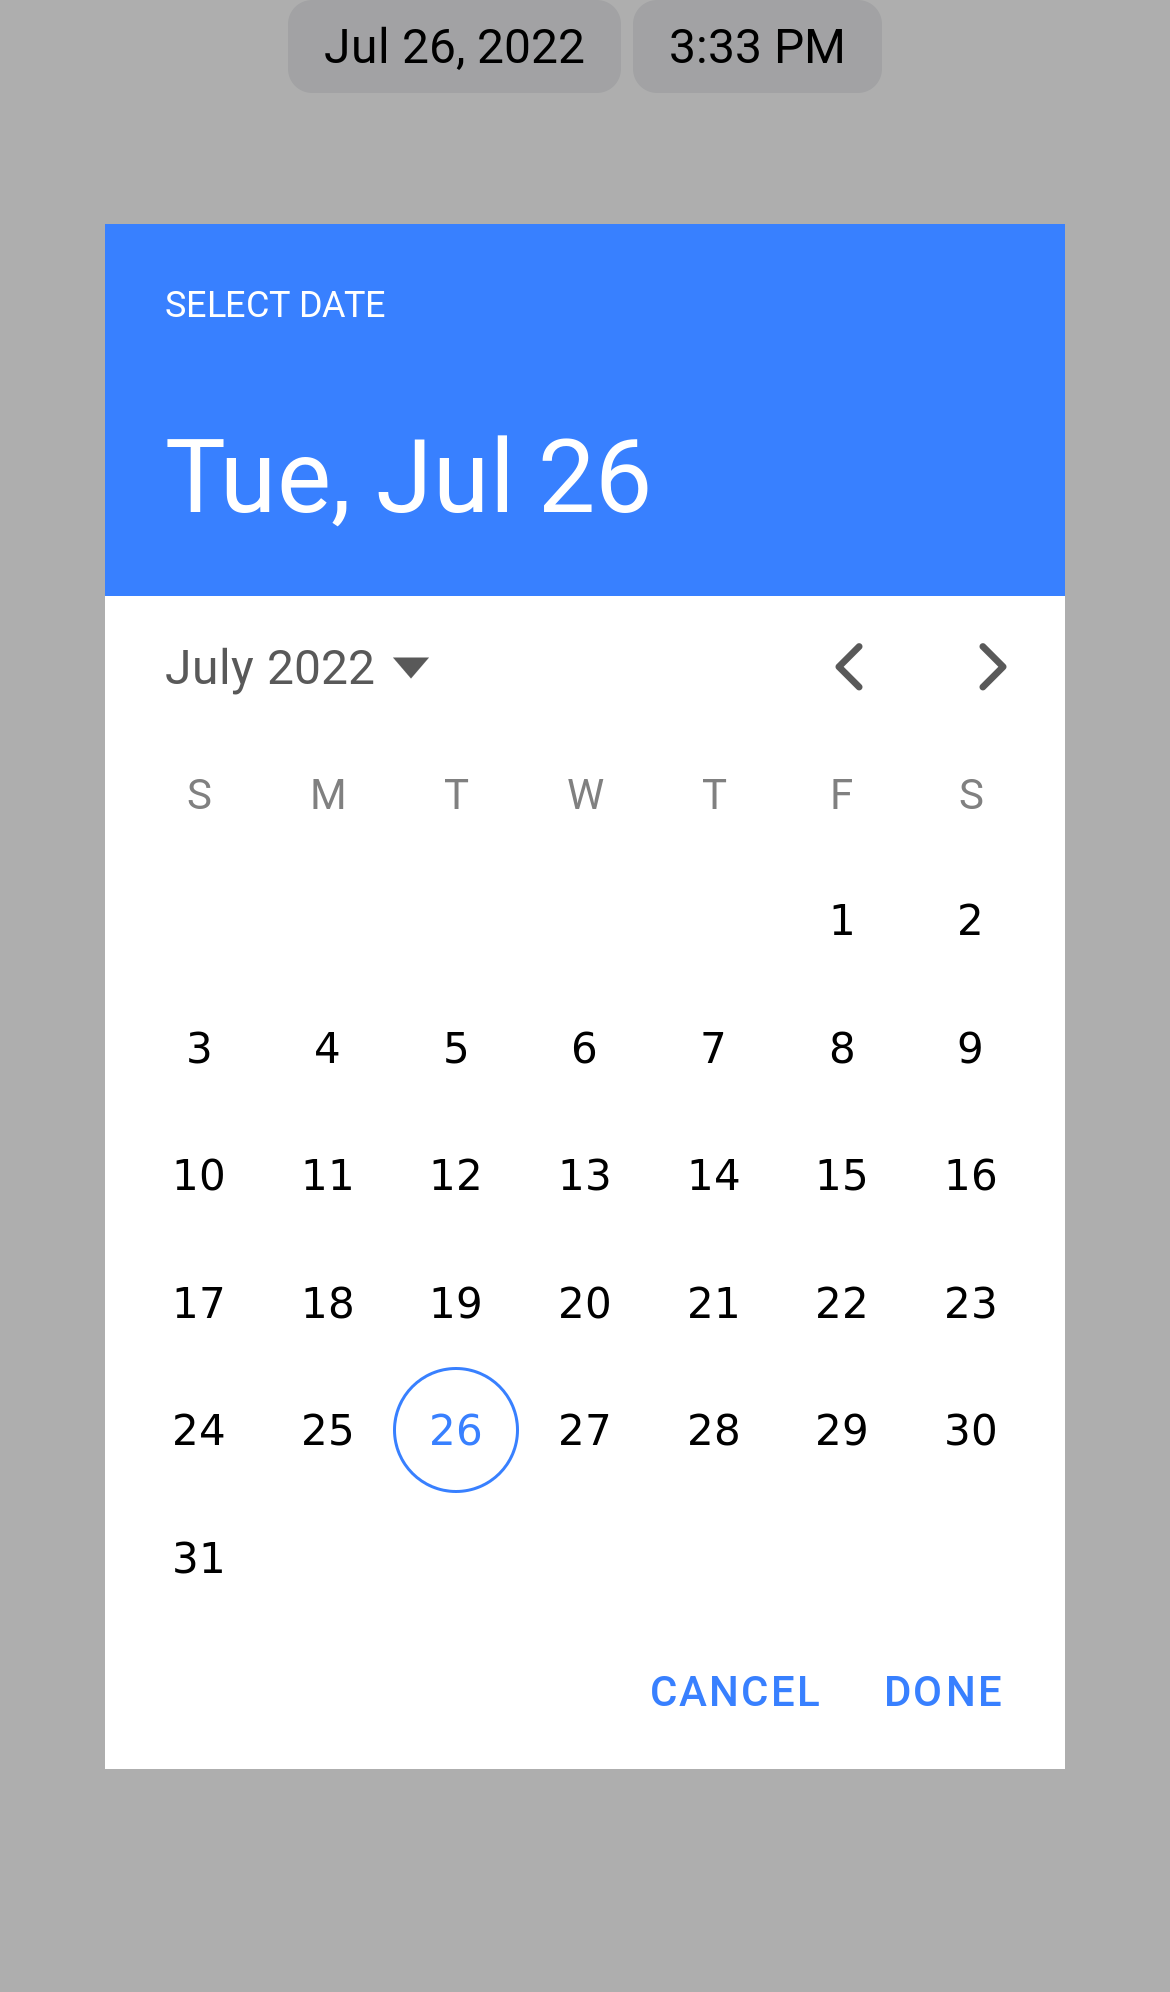 Jul 26, 2022 3:33 PM
SELECT DATE
Tue, Jul 26
July 2022
S M T W T F S
1 2
3 4 5 6 7 8 9
10 11 12 13 14 15 16
17 18 19 20 21 22 23
24 25 26 27 28 29 30
31
CANCEL DONE